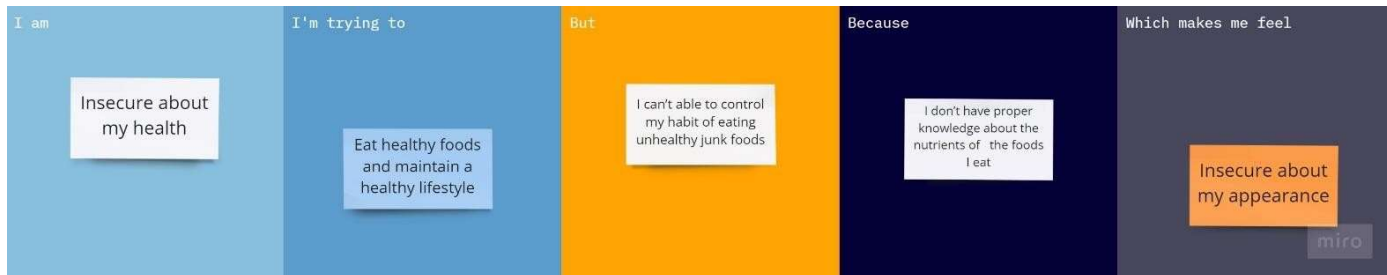 I am
Insecure about
my health
I'm trying to
Eat healthy foods
and maintain a
healthy lifestyle
But
I can't able to control
my habit of eating
unhealthy junk foods
Because
I don't have proper
knowledge about the
nutrients of the foods
I eat
Which makes me feel
Insecure about
my appearance
miro